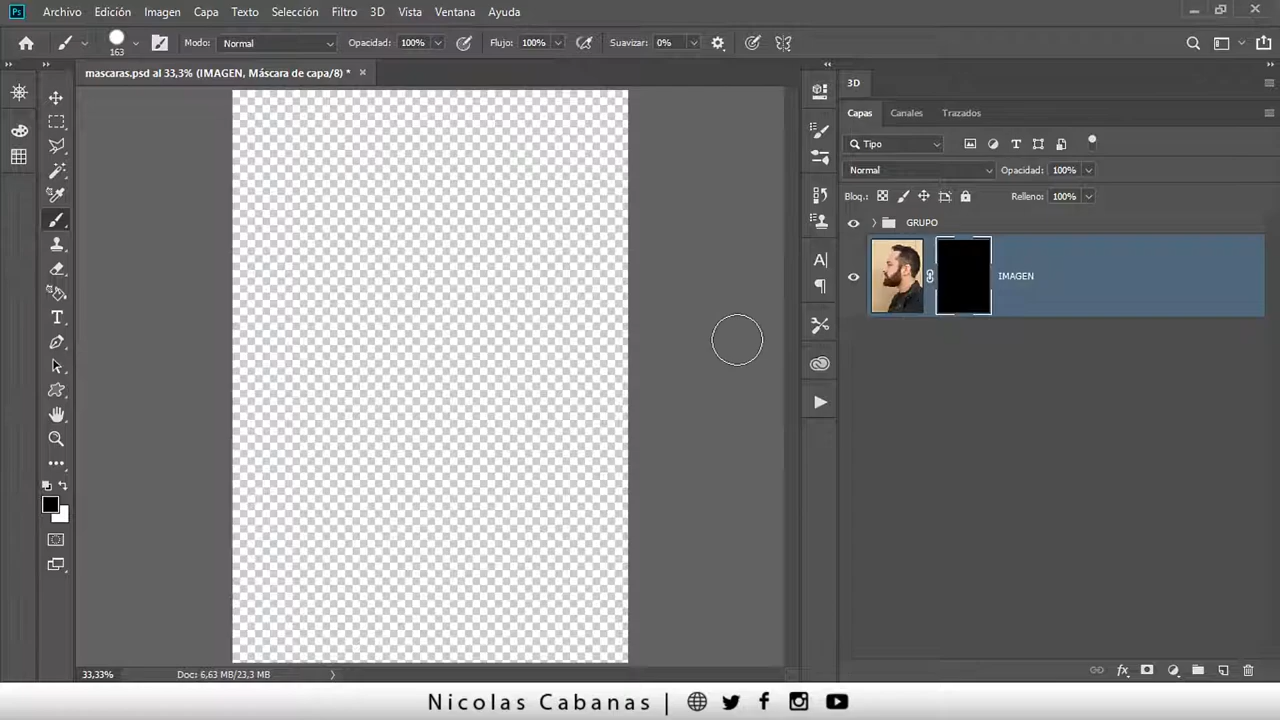 Ps Archivo Edición Imagen Capa Texto Selección Filtro 3D Vista Ventana Ayuda
163 Modo: Normal Opacidad: 100% Flujo: 100% Suavizar: 0%
mascaras.psd al 33,3% (IMAGEN, Máscara de capa/8) *
3D
Capas Canales Trazados
Tipo
Normal Opacidad: 100%
Bloq.: Relleno: 100%
GRUPO
IMAGEN
33,33% Doc: 6,63 MB/23,3 MB
Nicolas Cabanas |